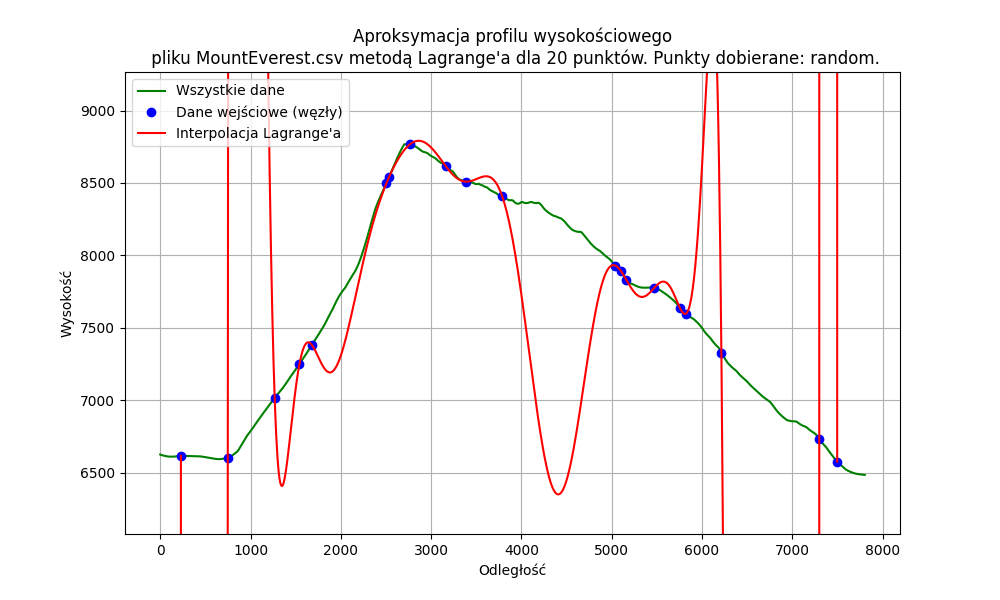 Aproksymacja profilu wysokościowego
pliku MountEverest.csv metodą Lagrange'a dla 20 punktów. Punkty dobierane: random.
Wszystkie dane
Dane wejściowe (węzły)
Interpolacja Lagrange'a
Wysokość
9000
8500
8000
7500
7000
6500
0 1000 2000 3000 4000 5000 6000 7000 8000
Odległość